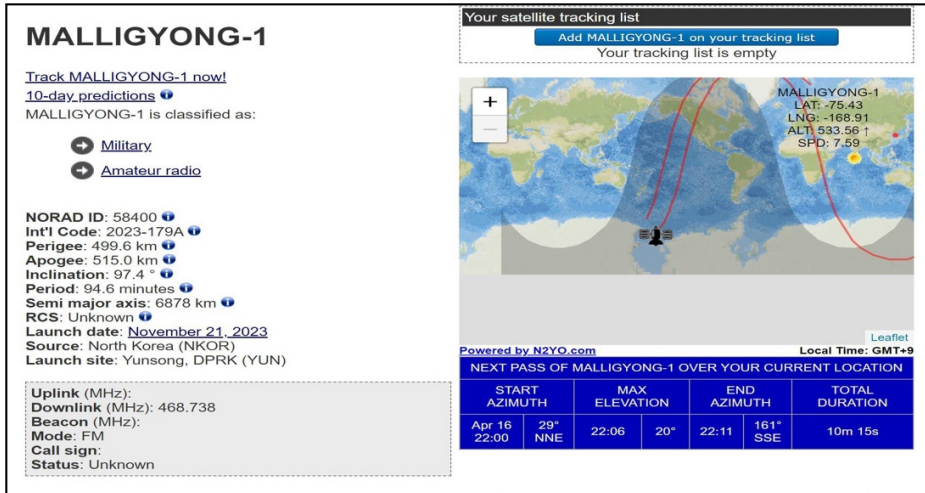 MALLIGYONG-1
Track MALLIGYONG-1 now!
10-day predictions
MALLIGYONG-1 is classified as:
Military
Amateur radio
NORAD ID: 58400
Int'l Code: 2023-179A
Perigee: 499.6 km
Apogee: 515.0 km
Inclination: 97.4 °
Period: 94.6 minutes
Semi major axis: 6878 km
RCS: Unknown
Launch date: November 21, 2023
Source: North Korea (NKOR)
Launch site: Yunsong, DPRK (YUN)
Uplink (MHz):
Downlink (MHz): 468.738
Beacon (MHz):
Mode: FM
Call sign:
Status: Unknown
Your satellite tracking list
Add MALLIGYONG-1 on your tracking list
Your tracking list is empty
+
−
MALLIGYONG-1
LAT: -75.43
LNG: -168.91
ALT: 533.56 ↑
SPD: 7.59
Leaflet
Powered by N2YO.com Local Time: GMT+9
NEXT PASS OF MALLIGYONG-1 OVER YOUR CURRENT LOCATION
START AZIMUTH MAX ELEVATION END AZIMUTH TOTAL DURATION
Apr 16 22:00 29° NNE 22:06 20° 22:11 161° SSE 10m 15s